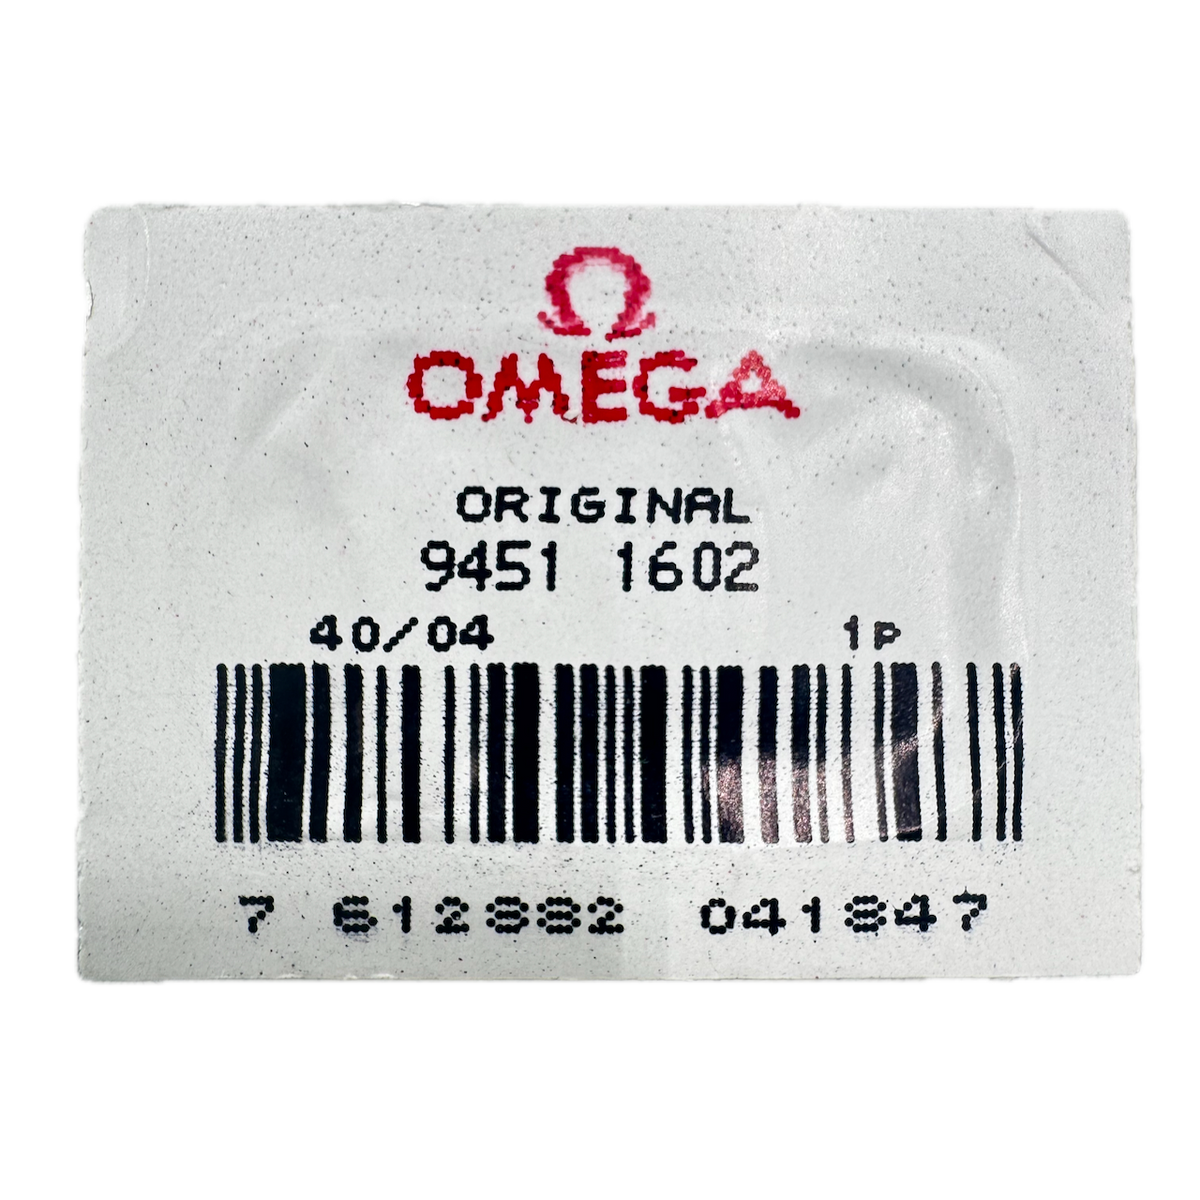 Ω
OMEGA
ORIGINAL
9451 1602
40/04 1P
7 612882 041847